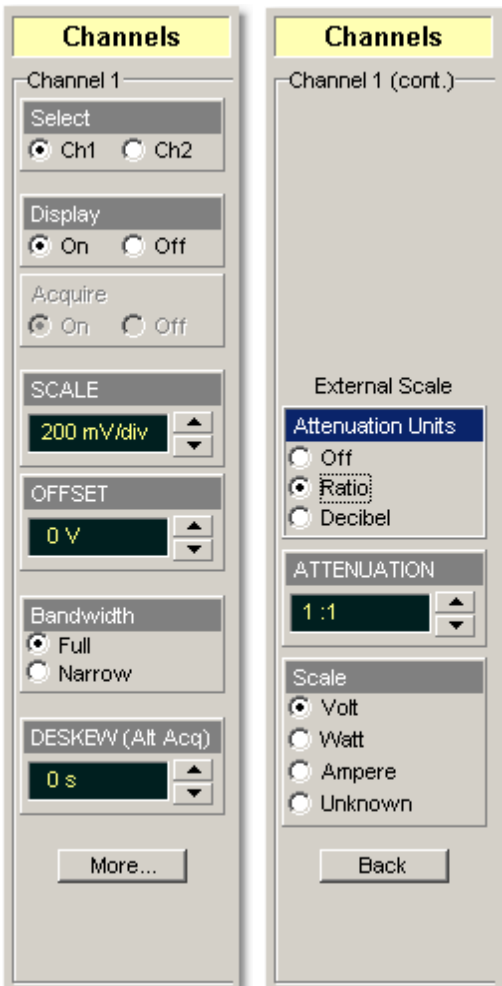 Channels
Channel 1
Select
Ch1 Ch2
Display
On Off
Acquire
On Off
SCALE
200 mV/div
OFFSET
0 V
Bandwidth
Full
Narrow
DESKEW (Alt Acq)
0 s
More...
Channels
Channel 1 (cont.)
External Scale
Attenuation Units
Off
Ratio
Decibel
ATTENUATION
1 :1
Scale
Volt
Watt
Ampere
Unknown
Back